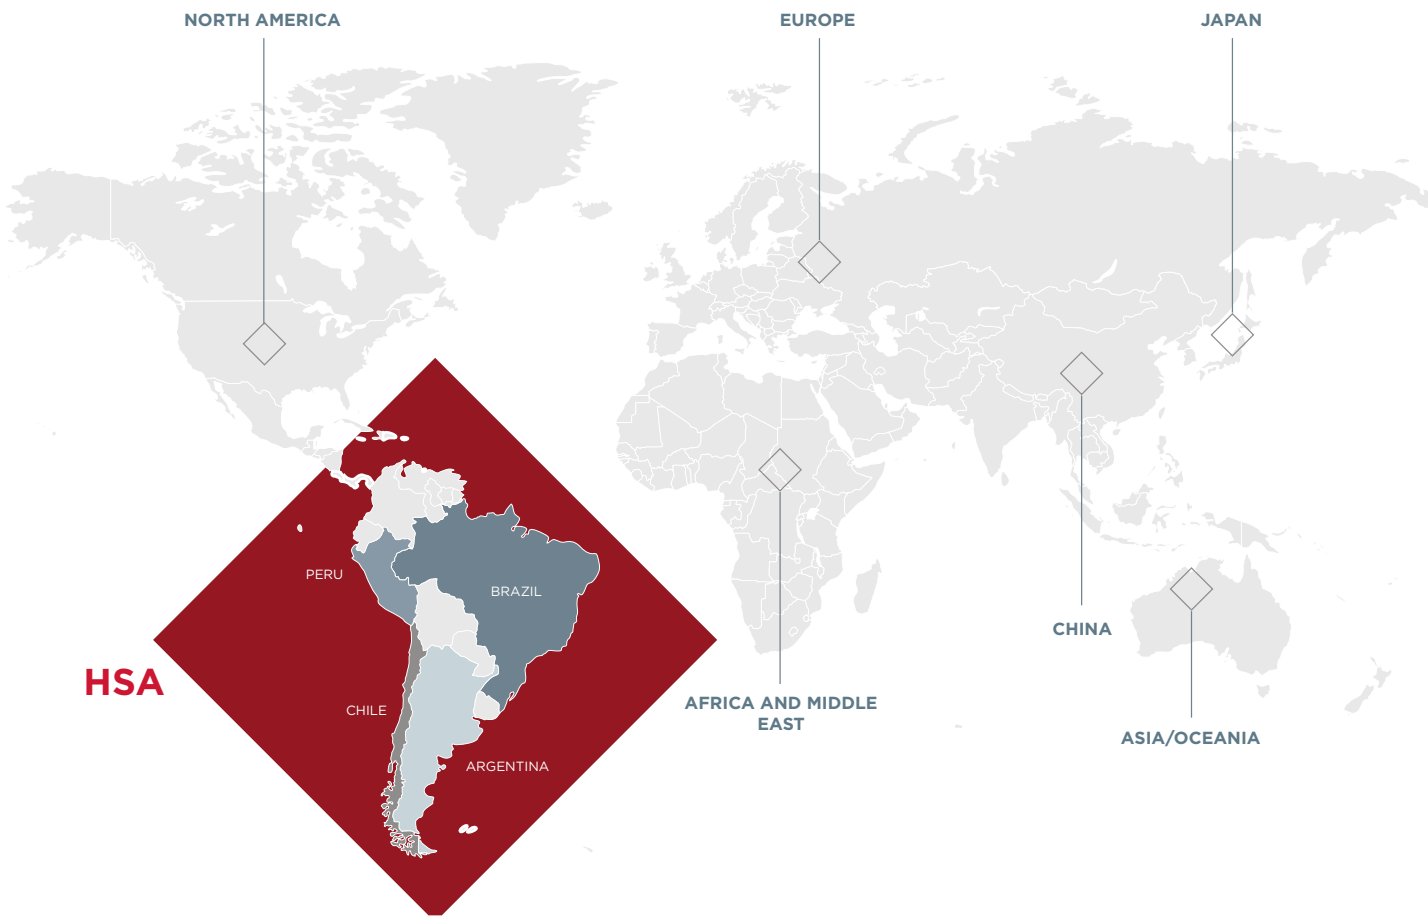 NORTH AMERICA
EUROPE
JAPAN
PERU
BRAZIL
CHINA
HSA
AFRICA AND MIDDLE
EAST
CHILE
ASIA/OCEANIA
ARGENTINA